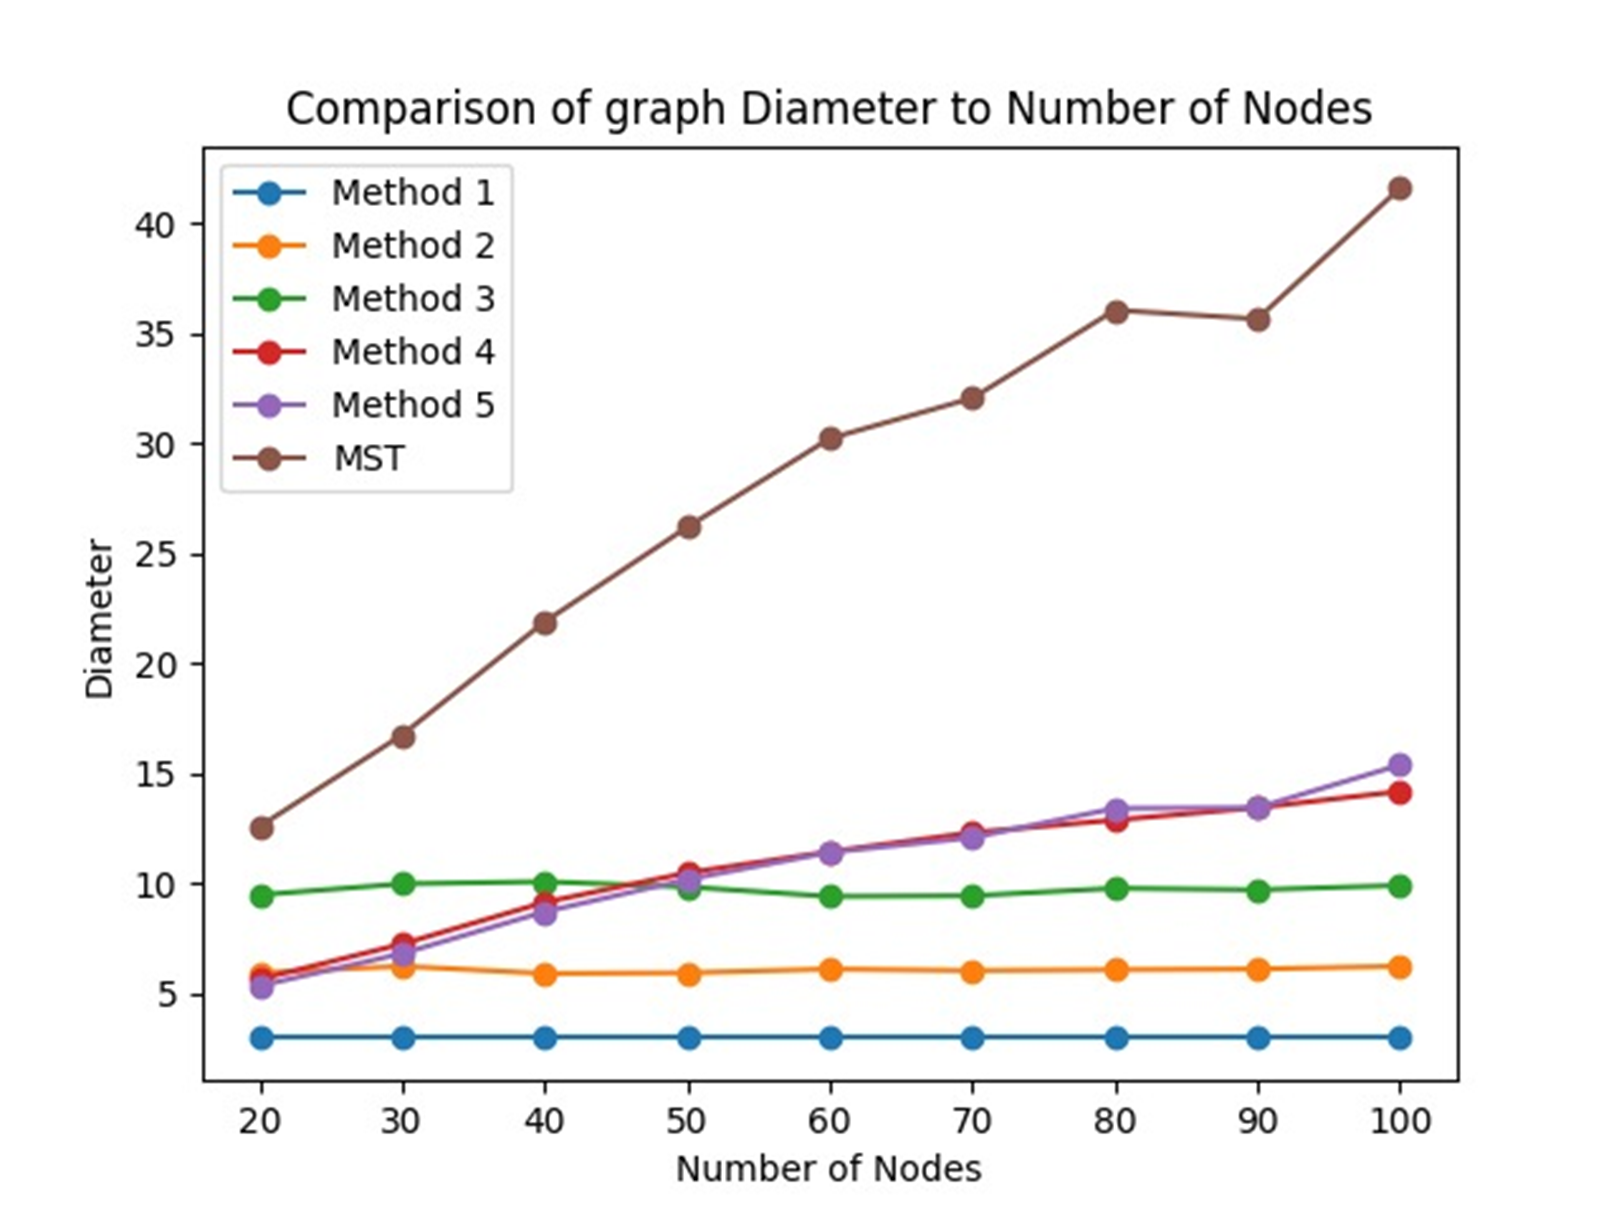 Comparison of graph Diameter to Number of Nodes
Method 1
Method 2
Method 3
Method 4
Method 5
MST
40
35
30
25
20
15
10
5
Diameter
20 30 40 50 60 70 80 90 100
Number of Nodes